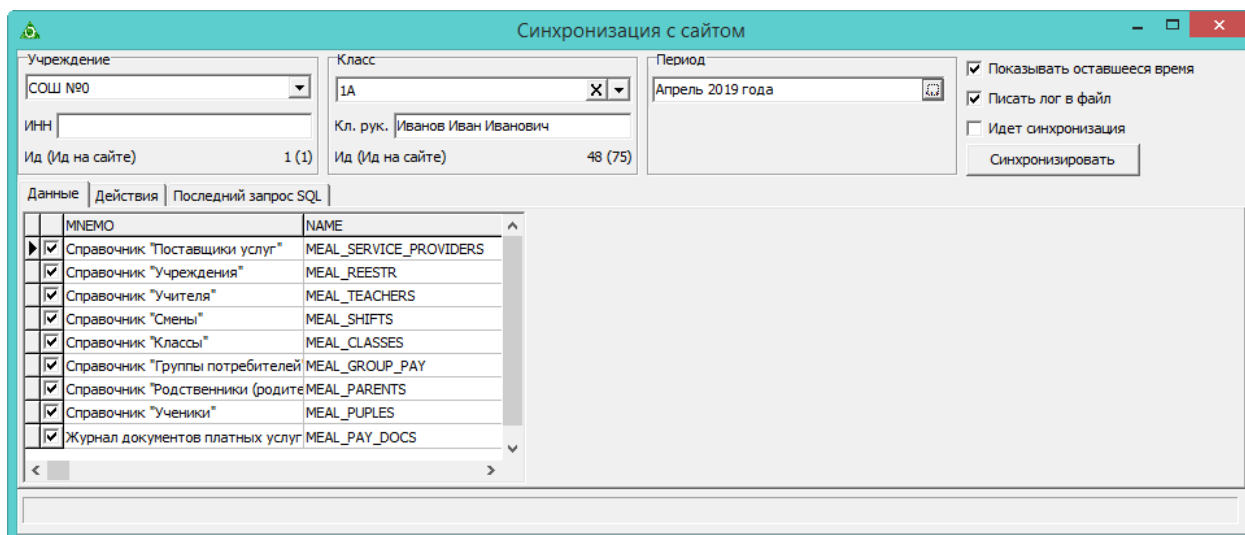 Синхронизация с сайтом
Учреждение
СОШ №0
ИНН
Ид (Ид на сайте) 1 (1)
Класс
1А
Кл. рук. Иванов Иван Иванович
Ид (Ид на сайте) 48 (75)
Период
Апрель 2019 года
Показывать оставшееся время
Писать лог в файл
Идет синхронизация
Синхронизировать
Данные Действия Последний запрос SQL
MNEMO NAME
Справочник "Поставщики услуг" MEAL_SERVICE_PROVIDERS
Справочник "Учреждения" MEAL_REESTR
Справочник "Учителя" MEAL_TEACHERS
Справочник "Смены" MEAL_SHIFTS
Справочник "Классы" MEAL_CLASSES
Справочник "Группы потребителей" MEAL_GROUP_PAY
Справочник "Родственники (родите MEAL_PARENTS
Справочник "Ученики" MEAL_PUPLES
Журнал документов платных услуг MEAL_PAY_DOCS